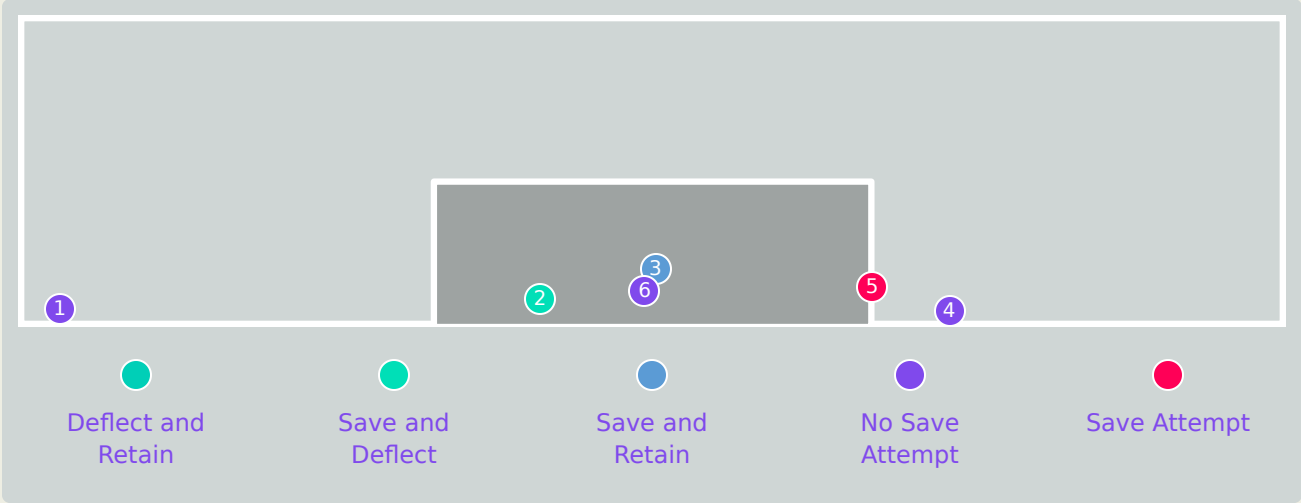 3
6
5
2
1
4
Deflect and
Retain
Save and
Deflect
Save and
Retain
No Save
Attempt
Save Attempt